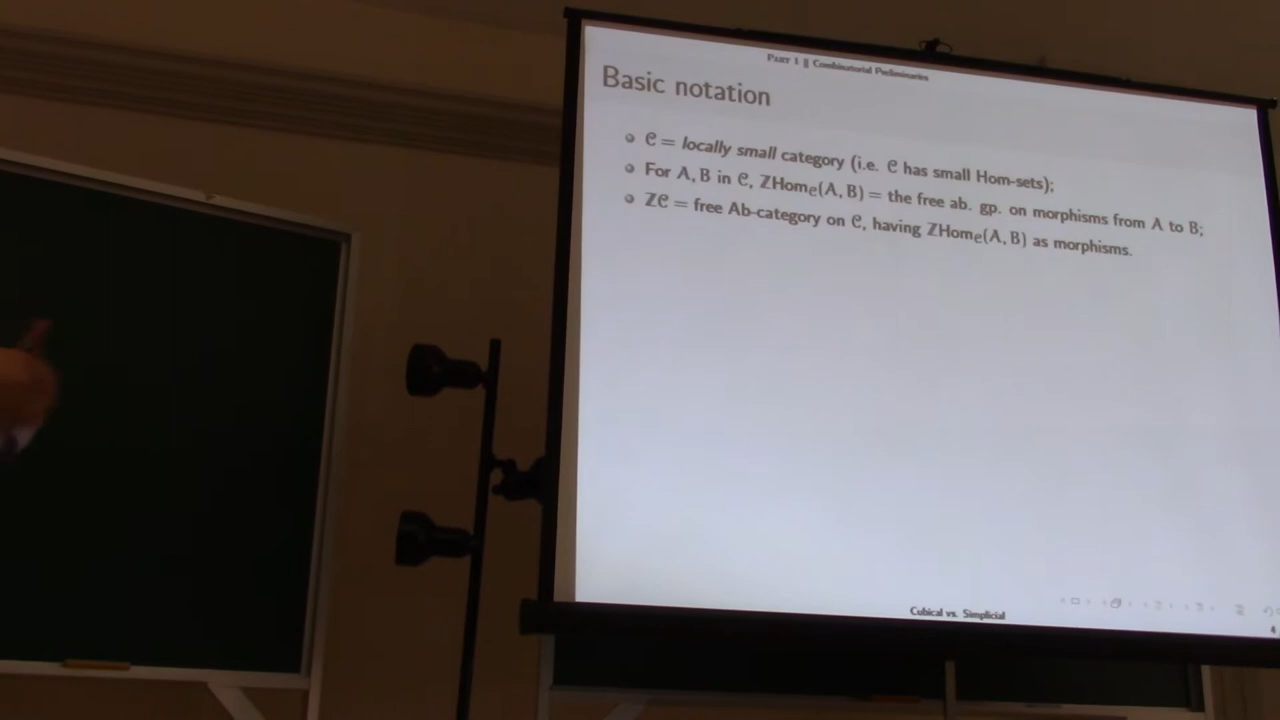 Part 1 || Combinatorial Preliminaries
Basic notation
𝒞 = locally small category (i.e. 𝒞 has small Hom-sets);
For A, B in 𝒞, ℤHom𝒞(A, B) = the free ab. gp. on morphisms from A to B;
ℤ𝒞 = free Ab-category on 𝒞, having ℤHom𝒞(A, B) as morphisms.
Cubical vs. Simplicial